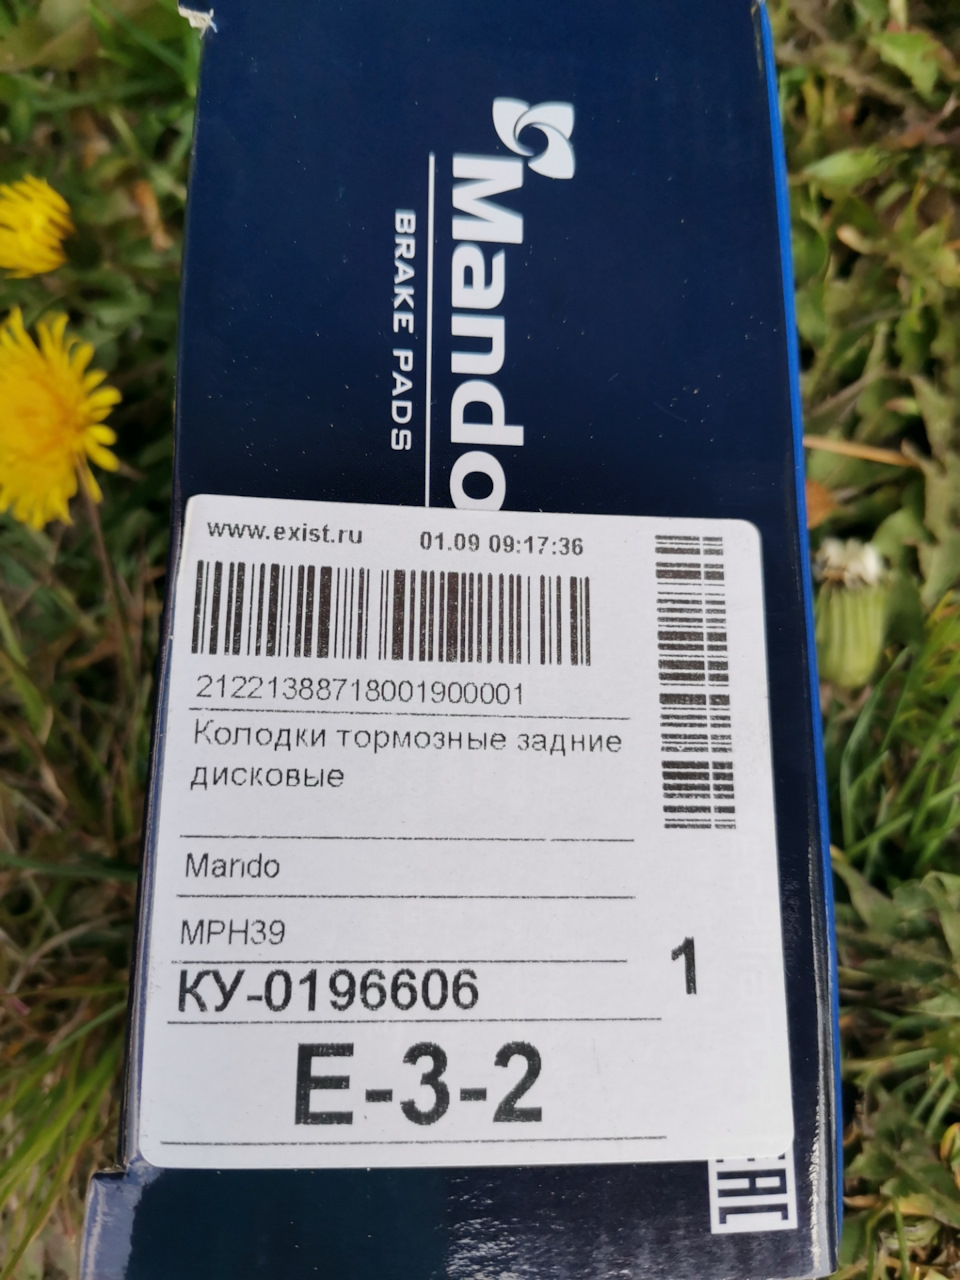 Mando
BRAKE PADS
www.exist.ru 01.09 09:17:36
21221388718001900001
Колодки тормозные задние
дисковые
Mando
MPH39
1
КУ-0196606
E-3-2
EAC